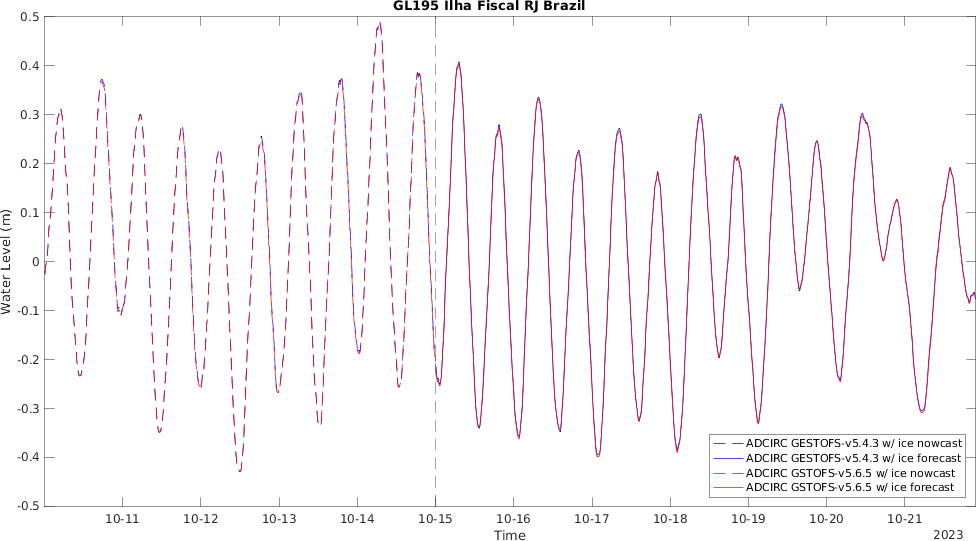 GL195 Ilha Fiscal RJ Brazil
0.5
0.4
0.3
0.2
0.1
0
-0.1
-0.2
-0.3
-0.4
-0.5
Water Level (m)
ADCIRC GESTOFS-v5.4.3 w/ ice nowcast
ADCIRC GESTOFS-v5.4.3 w/ ice forecast
ADCIRC GSTOFS-v5.6.5 w/ ice nowcast
ADCIRC GSTOFS-v5.6.5 w/ ice forecast
10-11 10-12 10-13 10-14 10-15 10-16 10-17 10-18 10-19 10-20 10-21
Time
2023